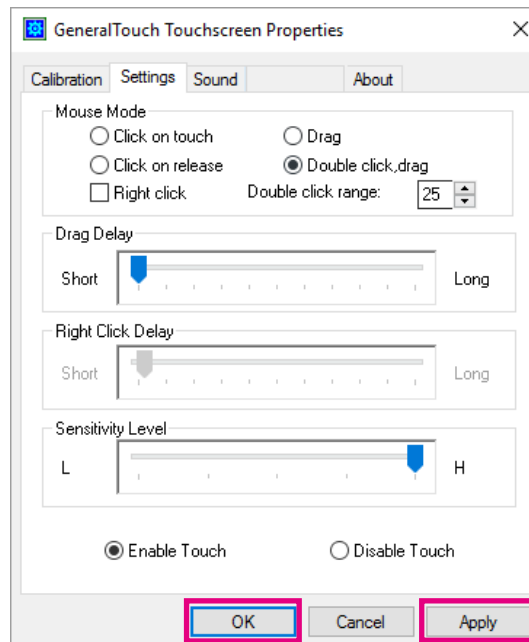 GeneralTouch Touchscreen Properties
Calibration Settings Sound About
Mouse Mode
Click on touch Drag
Click on release Double click,drag
Right click Double click range: 25
Drag Delay
Short Long
Right Click Delay
Short Long
Sensitivity Level
L H
Enable Touch Disable Touch
OK Cancel Apply